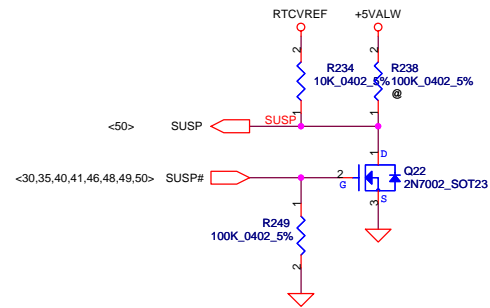 RTCVREF +5VALW
2 2
R234 R238
10K_0402_5% 100K_0402_5%
@
1 1
<50> SUSP SUSP
1 D
Q22
<30,35,40,41,46,48,49,50> SUSP# 2 G 2N7002_SOT23
S
3
1
R249
100K_0402_5%
2